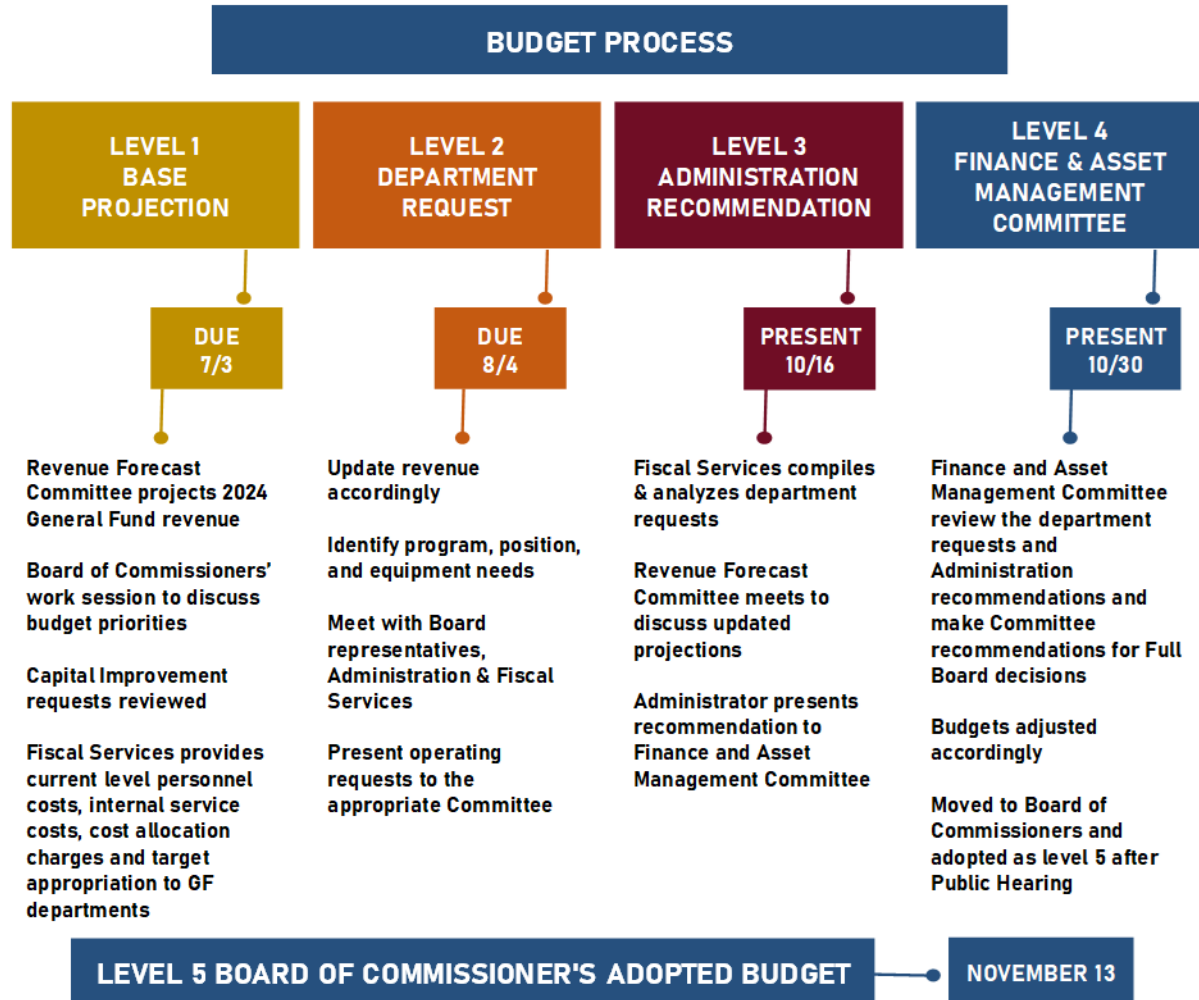 BUDGET PROCESS
LEVEL 1
BASE
PROJECTION
DUE
7/3
Revenue Forecast
Committee projects 2024
General Fund revenue
Board of Commissioners’
work session to discuss
budget priorities
Capital Improvement
requests reviewed
Fiscal Services provides
current level personnel
costs, internal service
costs, cost allocation
charges and target
appropriation to GF
departments
LEVEL 2
DEPARTMENT
REQUEST
DUE
8/4
Update revenue
accordingly
Identify program, position,
and equipment needs
Meet with Board
representatives,
Administration & Fiscal
Services
Present operating
requests to the
appropriate Committee
LEVEL 3
ADMINISTRATION
RECOMMENDATION
PRESENT
10/16
Fiscal Services compiles
& analyzes department
requests
Revenue Forecast
Committee meets to
discuss updated
projections
Administrator presents
recommendation to
Finance and Asset
Management Committee
LEVEL 4
FINANCE & ASSET
MANAGEMENT
COMMITTEE
PRESENT
10/30
Finance and Asset
Management Committee
review the department
requests and
Administration
recommendations and
make Committee
recommendations for Full
Board decisions
Budgets adjusted
accordingly
Moved to Board of
Commissioners and
adopted as level 5 after
Public Hearing
LEVEL 5 BOARD OF COMMISSIONER'S ADOPTED BUDGET
NOVEMBER 13